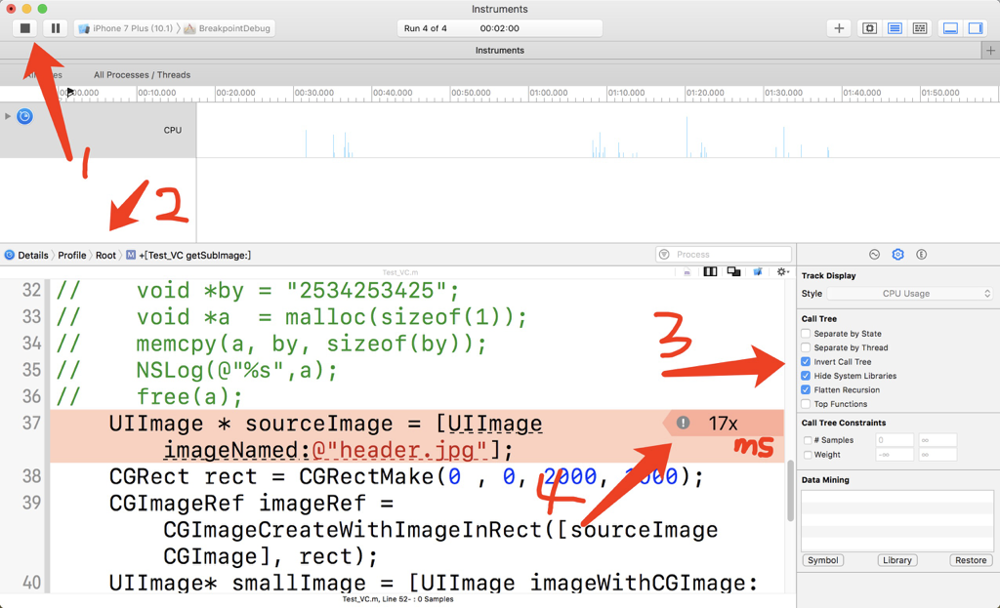 Instruments
iPhone 7 Plus (10.1) 〉 BreakpointDebug
Run 4 of 4 00:02:00
Instruments
All Processes / Threads
00:10.000 00:20.000 00:30.000 00:40.000 00:50.000 01:00.000 01:10.000 01:20.000 01:30.000 01:40.000 01:50.000
CPU
1
2
Details 〉 Profile 〉 Root 〉 M +[Test_VC getSubImage:]
Process
Test_VC.m
32 // void *by = "2534253425";
33 // void *a = malloc(sizeof(1));
34 // memcpy(a, by, sizeof(by));
35 // NSLog(@"%s",a);
36 // free(a);
37 UIImage * sourceImage = [UIImage
imageNamed:@"header.jpg"];
17x
ms
38 CGRect rect = CGRectMake(0 , 0, 2000, 1000);
39 CGImageRef imageRef =
CGImageCreateWithImageInRect([sourceImage
CGImage], rect);
40 UIImage* smallImage = [UIImage imageWithCGImage:
Test_VC.m, Line 52- : 0 Samples
3
4
E
Track Display
Style CPU Usage
Call Tree
Separate by State
Separate by Thread
Invert Call Tree
Hide System Libraries
Flatten Recursion
Top Functions
Call Tree Constraints
# Samples 0 ∞
Weight -∞ ∞
Data Mining
Symbol Library Restore